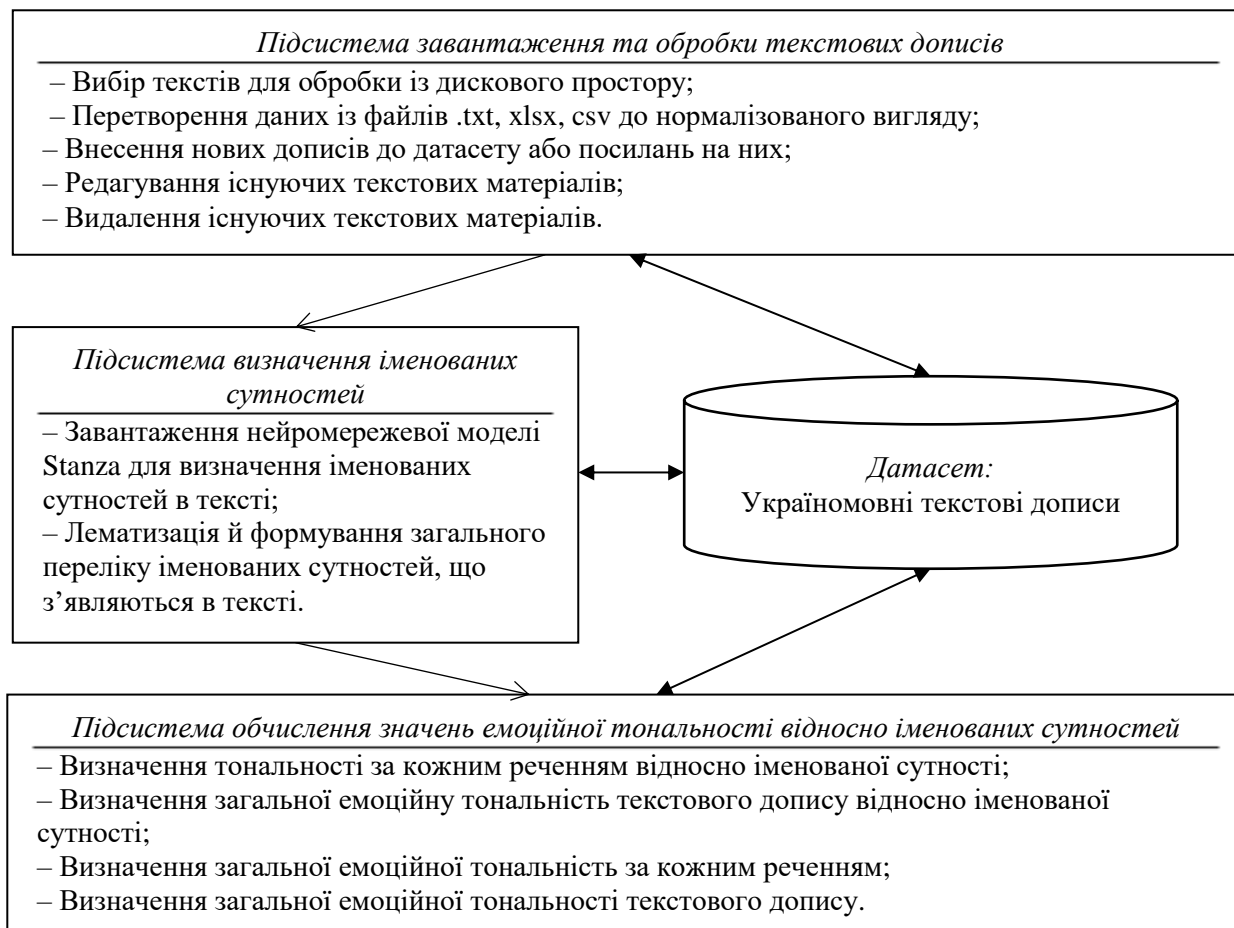 Підсистема завантаження та обробки текстових дописів
– Вибір текстів для обробки із дискового простору;
– Перетворення даних із файлів .txt, xlsx, csv до нормалізованого вигляду;
– Внесення нових дописів до датасету або посилань на них;
– Редагування існуючих текстових матеріалів;
– Видалення існуючих текстових матеріалів.
Підсистема визначення іменованих
сутностей
– Завантаження нейромережевої моделі
Stanza для визначення іменованих
сутностей в тексті;
– Лематизація й формування загального
переліку іменованих сутностей, що
з’являються в тексті.
Датасет:
Україномовні текстові дописи
Підсистема обчислення значень емоційної тональності відносно іменованих сутностей
– Визначення тональності за кожним реченням відносно іменованої сутності;
– Визначення загальної емоційну тональність текстового допису відносно іменованої
сутності;
– Визначення загальної емоційної тональність за кожним реченням;
– Визначення загальної емоційної тональності текстового допису.